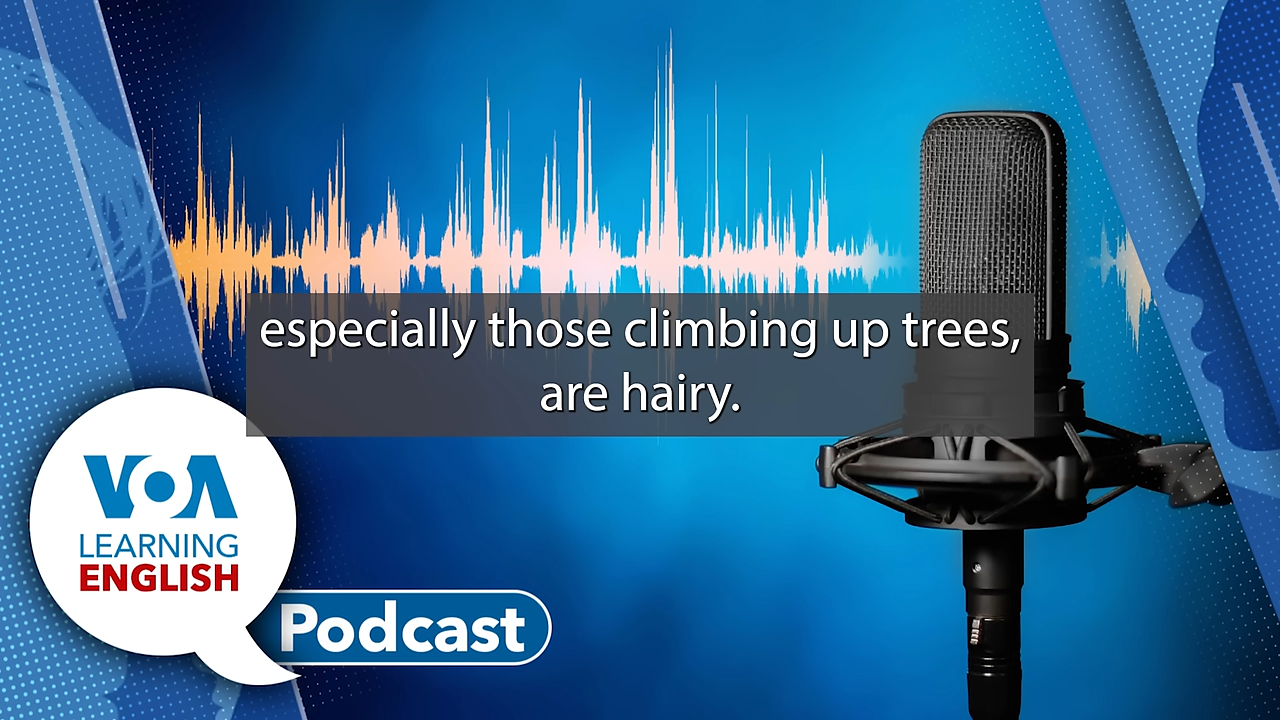 especially those climbing up trees,
are hairy.
VOA
LEARNING
ENGLISH
Podcast